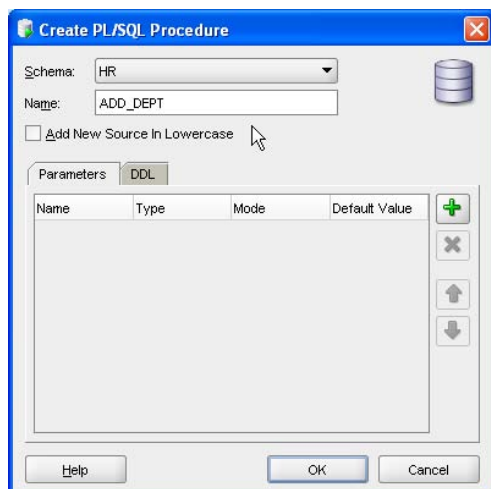 Create PL/SQL Procedure
Schema: HR
Name: ADD_DEPT
Add New Source In Lowercase
Parameters DDL
Name Type Mode Default Value
Help OK Cancel